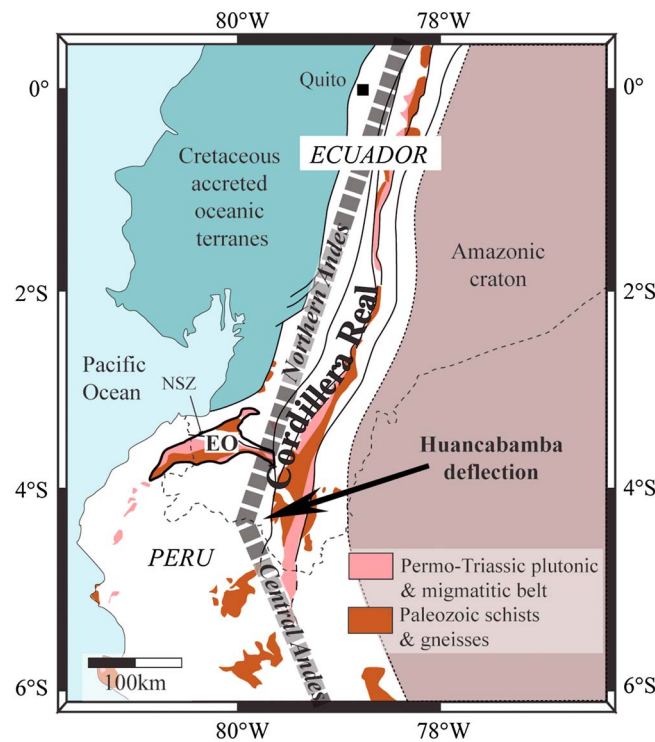 80°W
78°W
0°
0°
Quito
ECUADOR
Cretaceous
accreted
oceanic
terranes
Northern Andes
Amazonic
craton
2°S
2°S
Cordillera Real
Pacific
Ocean
NSZ
EO
Huancabamba
deflection
4°S
4°S
PERU
Central Andes
Permo-Triassic plutonic
& migmatitic belt
Paleozoic schists
& gneisses
100km
6°S
6°S
80°W
78°W